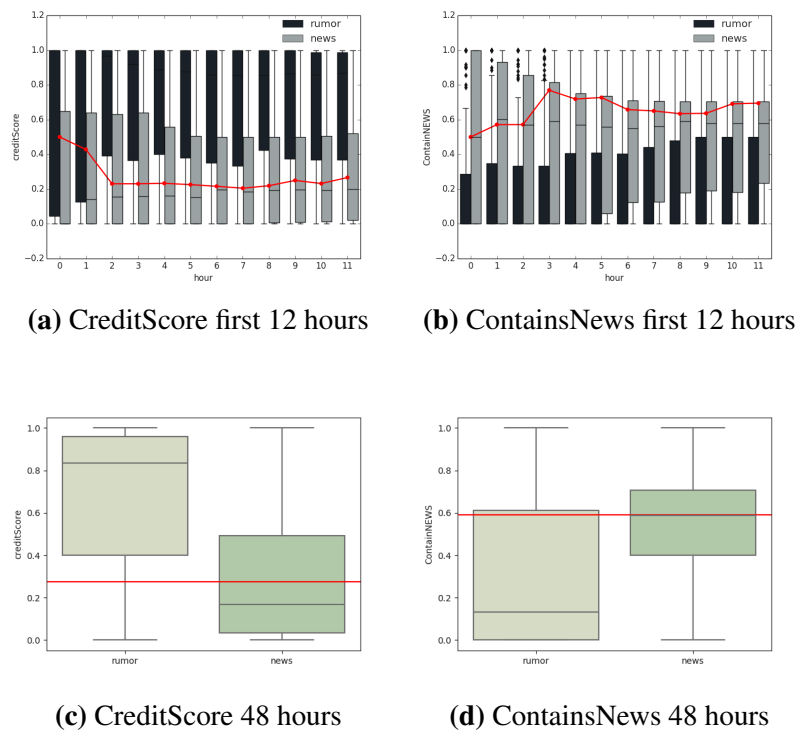 1.2
1.0
0.8
0.6
0.4
0.2
0.0
−0.2
creditScore
rumor
news
0 1 2 3 4 5 6 7 8 9 10 11
hour
(a) CreditScore first 12 hours
1.2
1.0
0.8
0.6
0.4
0.2
0.0
−0.2
ContainNEWS
rumor
news
0 1 2 3 4 5 6 7 8 9 10 11
hour
(b) ContainsNews first 12 hours
1.0
0.8
0.6
0.4
0.2
0.0
creditScore
rumor news
(c) CreditScore 48 hours
1.0
0.8
0.6
0.4
0.2
0.0
ContainNEWS
rumor news
(d) ContainsNews 48 hours